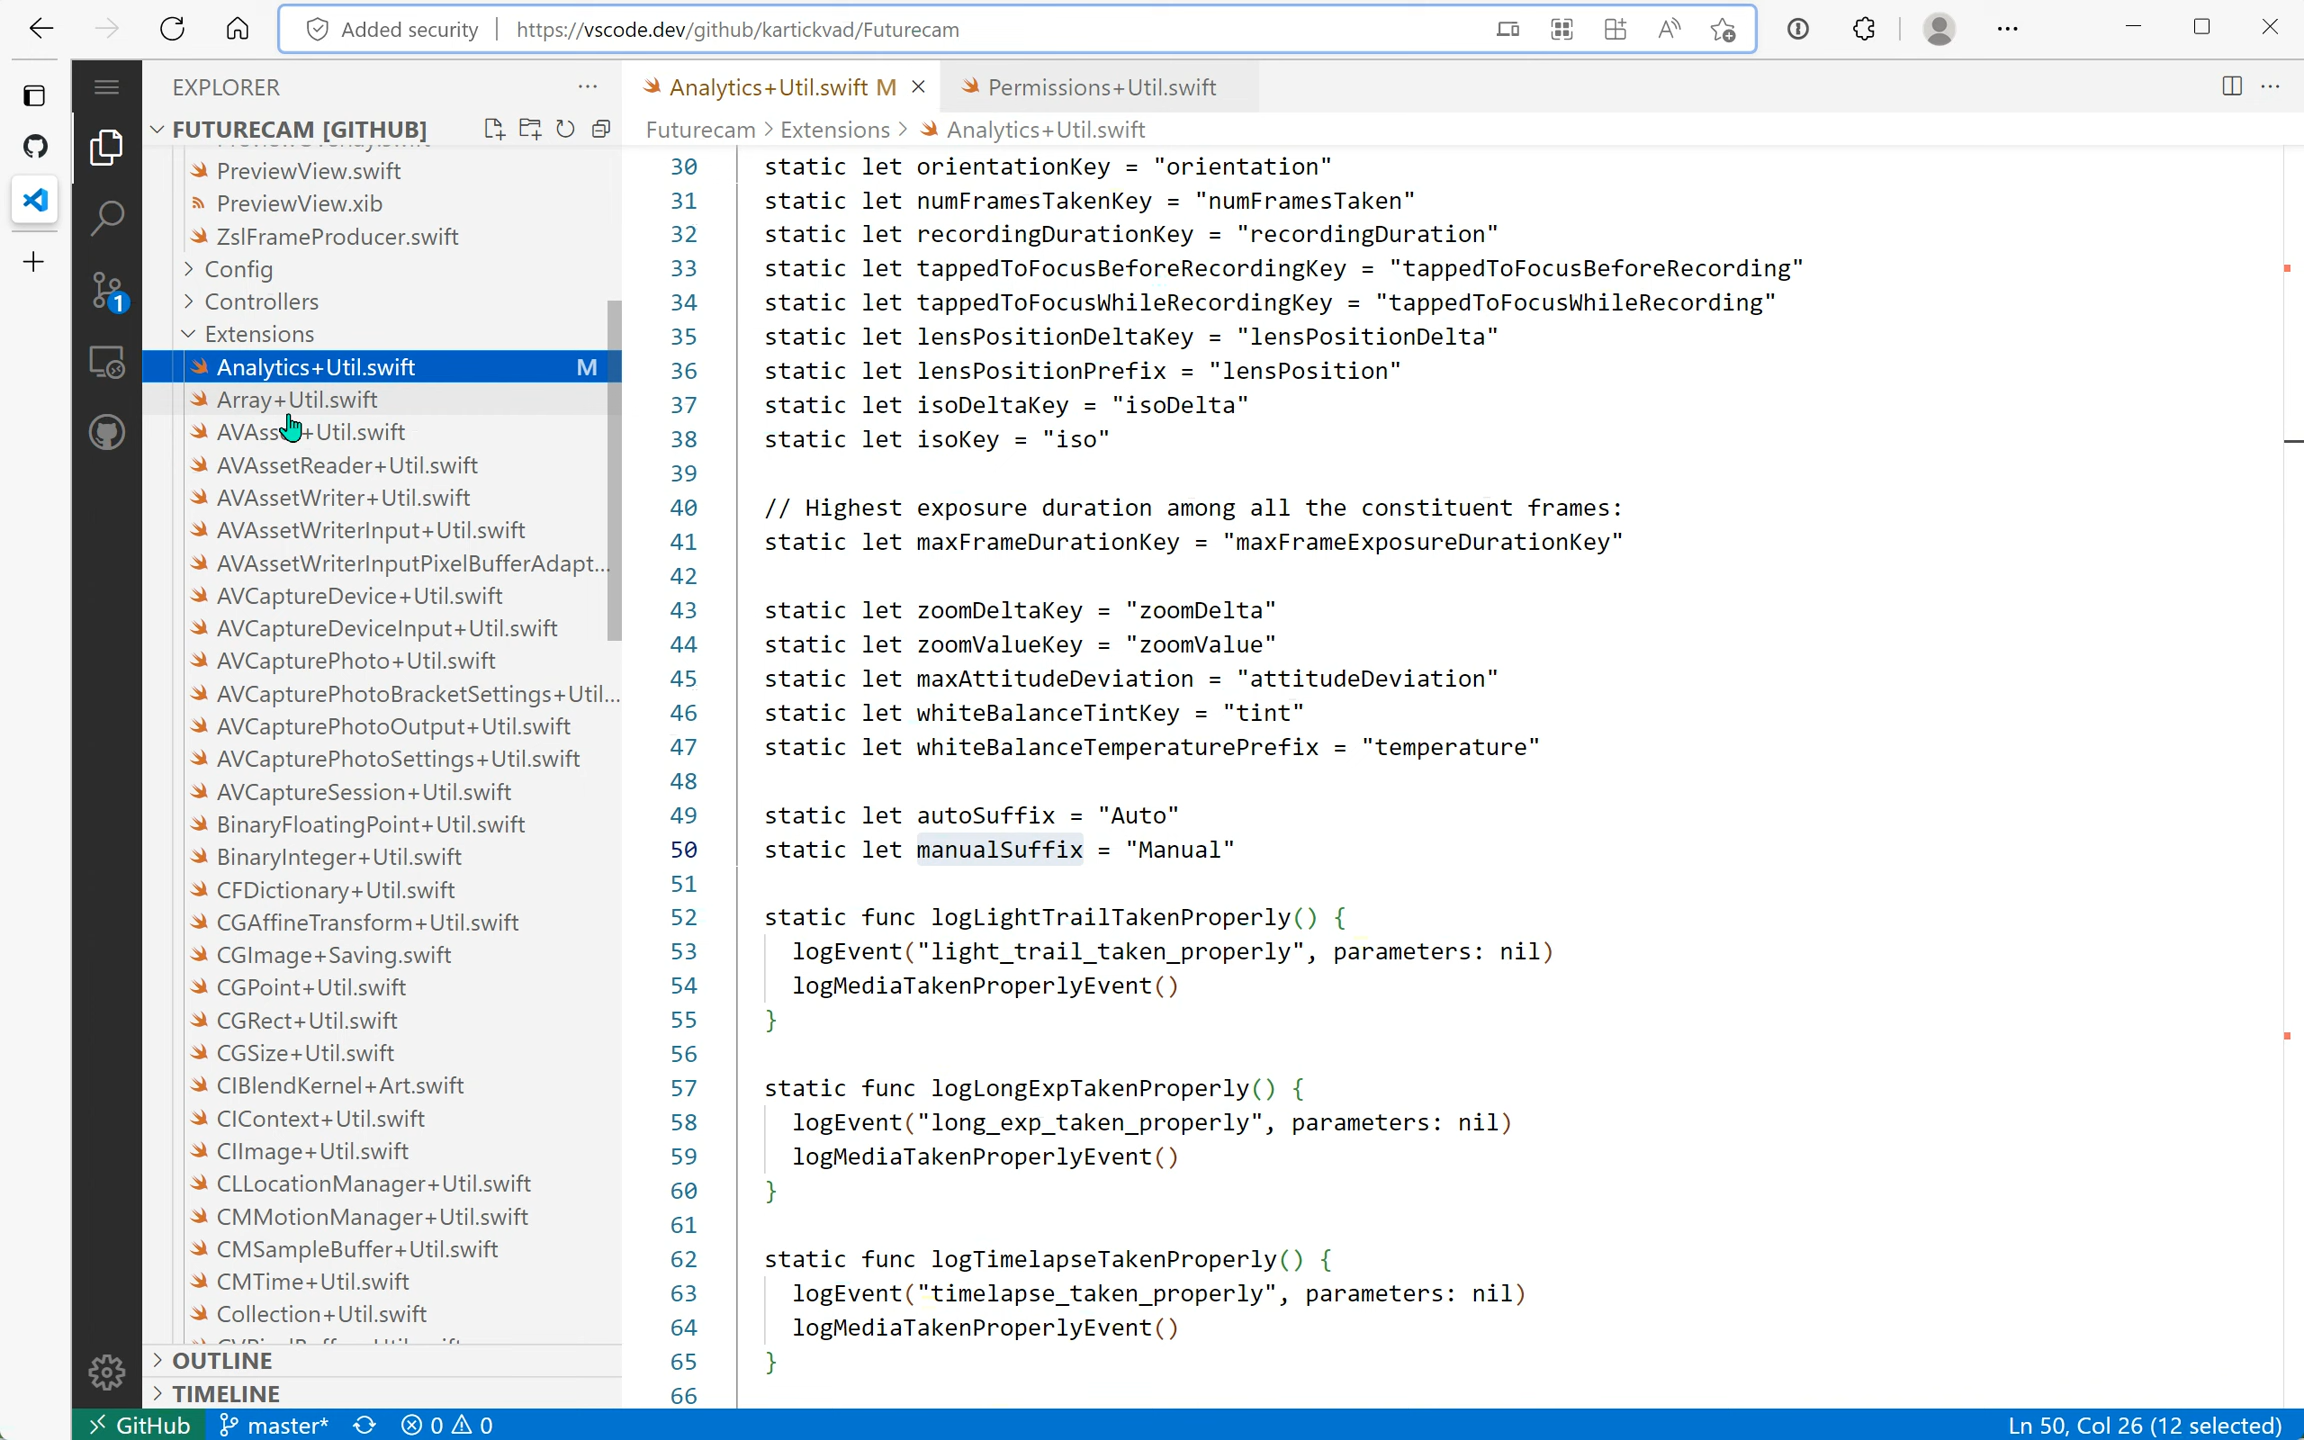 Added security
https://vscode.dev/github/kartickvad/Futurecam
EXPLORER
FUTURECAM [GITHUB]
PreviewView.swift
PreviewView.xib
ZslFrameProducer.swift
Config
Controllers
Extensions
Analytics+Util.swift M
Array+Util.swift
AVAsset+Util.swift
AVAssetReader+Util.swift
AVAssetWriter+Util.swift
AVAssetWriterInput+Util.swift
AVAssetWriterInputPixelBufferAdapt...
AVCaptureDevice+Util.swift
AVCaptureDeviceInput+Util.swift
AVCapturePhoto+Util.swift
AVCapturePhotoBracketSettings+Util...
AVCapturePhotoOutput+Util.swift
AVCapturePhotoSettings+Util.swift
AVCaptureSession+Util.swift
BinaryFloatingPoint+Util.swift
BinaryInteger+Util.swift
CFDictionary+Util.swift
CGAffineTransform+Util.swift
CGImage+Saving.swift
CGPoint+Util.swift
CGRect+Util.swift
CGSize+Util.swift
CIBlendKernel+Art.swift
CIContext+Util.swift
CIImage+Util.swift
CLLocationManager+Util.swift
CMMotionManager+Util.swift
CMSampleBuffer+Util.swift
CMTime+Util.swift
Collection+Util.swift
OUTLINE
TIMELINE
1
Analytics+Util.swift M
Permissions+Util.swift
Futurecam > Extensions > Analytics+Util.swift
30 static let orientationKey = "orientation"
31 static let numFramesTakenKey = "numFramesTaken"
32 static let recordingDurationKey = "recordingDuration"
33 static let tappedToFocusBeforeRecordingKey = "tappedToFocusBeforeRecording"
34 static let tappedToFocusWhileRecordingKey = "tappedToFocusWhileRecording"
35 static let lensPositionDeltaKey = "lensPositionDelta"
36 static let lensPositionPrefix = "lensPosition"
37 static let isoDeltaKey = "isoDelta"
38 static let isoKey = "iso"
39
40 // Highest exposure duration among all the constituent frames:
41 static let maxFrameDurationKey = "maxFrameExposureDurationKey"
42
43 static let zoomDeltaKey = "zoomDelta"
44 static let zoomValueKey = "zoomValue"
45 static let maxAttitudeDeviation = "attitudeDeviation"
46 static let whiteBalanceTintKey = "tint"
47 static let whiteBalanceTemperaturePrefix = "temperature"
48
49 static let autoSuffix = "Auto"
50 static let manualSuffix = "Manual"
51
52 static func logLightTrailTakenProperly() {
53 logEvent("light_trail_taken_properly", parameters: nil)
54 logMediaTakenProperlyEvent()
55 }
56
57 static func logLongExpTakenProperly() {
58 logEvent("long_exp_taken_properly", parameters: nil)
59 logMediaTakenProperlyEvent()
60 }
61
62 static func logTimelapseTakenProperly() {
63 logEvent("timelapse_taken_properly", parameters: nil)
64 logMediaTakenProperlyEvent()
65 }
66
GitHub master* 0 0
Ln 50, Col 26 (12 selected)